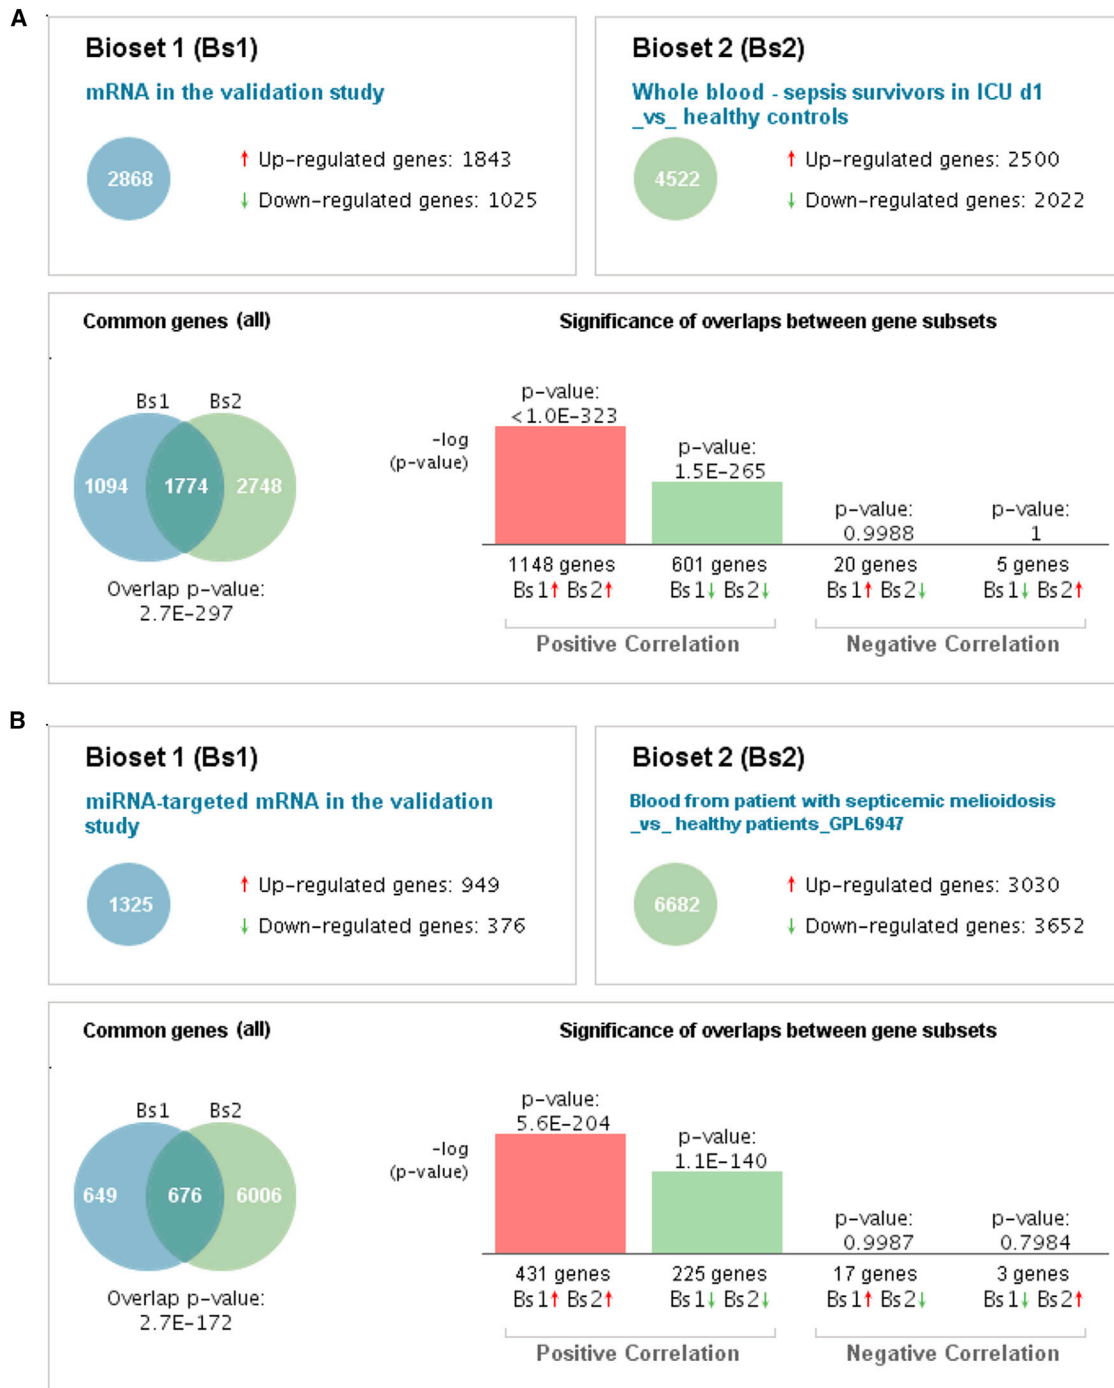 A
Bioset 1 (Bs1)
mRNA in the validation study
2868
↑ Up-regulated genes: 1843
↓ Down-regulated genes: 1025
Bioset 2 (Bs2)
Whole blood - sepsis survivors in ICU d1
_vs_ healthy controls
4522
↑ Up-regulated genes: 2500
↓ Down-regulated genes: 2022
Common genes (all)
Bs1 Bs2
1094 1774 2748
Overlap p-value:
2.7E-297
Significance of overlaps between gene subsets
-log
(p-value)
p-value:
<1.0E-323
p-value:
1.5E-265
p-value:
0.9988
p-value:
1
1148 genes
Bs1↑ Bs2↑
601 genes
Bs1↓ Bs2↓
20 genes
Bs1↑ Bs2↓
5 genes
Bs1↓ Bs2↑
Positive Correlation
Negative Correlation
B
Bioset 1 (Bs1)
miRNA-targeted mRNA in the validation
study
1325
↑ Up-regulated genes: 949
↓ Down-regulated genes: 376
Bioset 2 (Bs2)
Blood from patient with septicemic melioidosis
_vs_ healthy patients_GPL6947
6682
↑ Up-regulated genes: 3030
↓ Down-regulated genes: 3652
Common genes (all)
Bs1 Bs2
649 676 6006
Overlap p-value:
2.7E-172
Significance of overlaps between gene subsets
-log
(p-value)
p-value:
5.6E-204
p-value:
1.1E-140
p-value:
0.9987
p-value:
0.7984
431 genes
Bs1↑ Bs2↑
225 genes
Bs1↓ Bs2↓
17 genes
Bs1↑ Bs2↓
3 genes
Bs1↓ Bs2↑
Positive Correlation
Negative Correlation